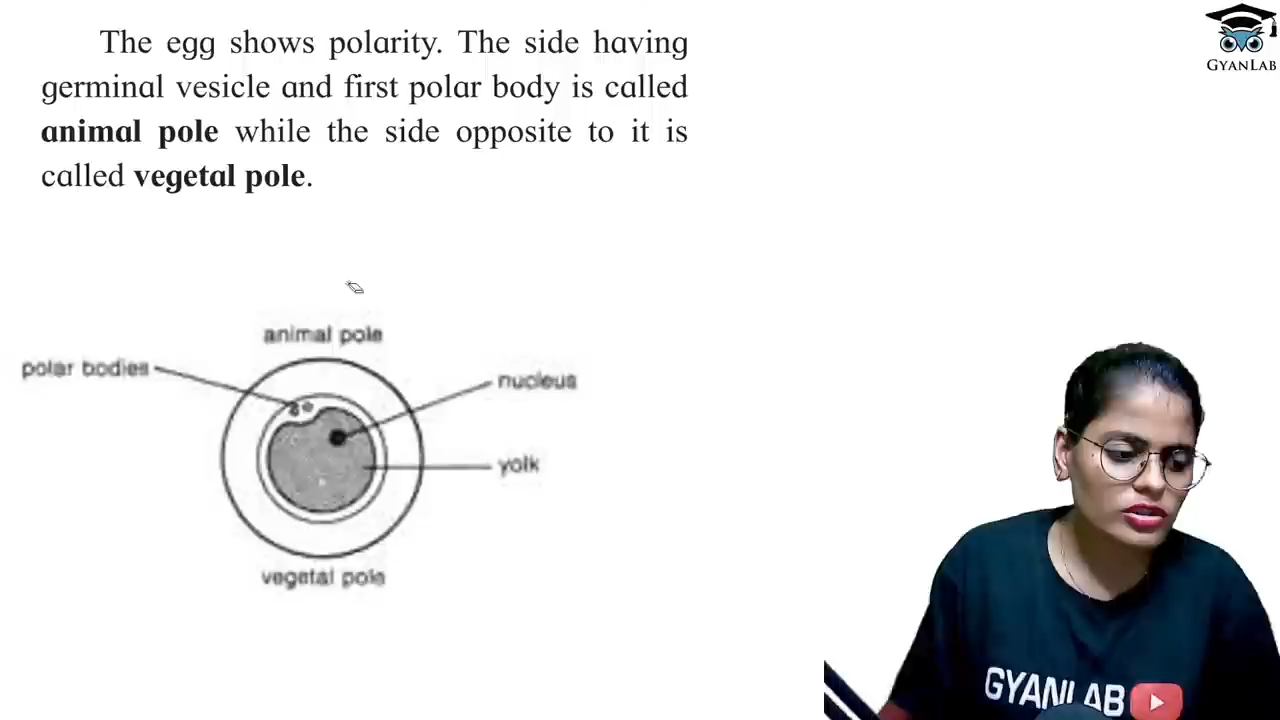 The egg shows polarity. The side having
germinal vesicle and first polar body is called
animal pole while the side opposite to it is
called vegetal pole.
GYANLAB
animal pole
polar bodies
nucleus
yolk
vegetal pole
GYANLAB